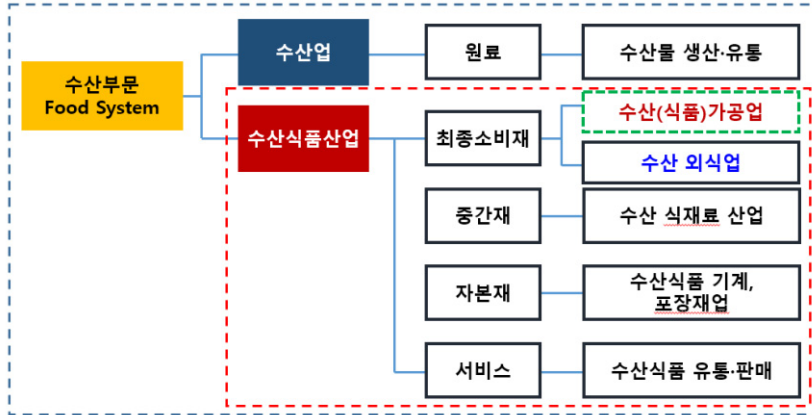 수산부문
Food System
수산업
원료
수산물 생산·유통
수산식품산업
최종소비재
수산(식품)가공업
수산 외식업
중간재
수산 식재료 산업
자본재
수산식품 기계,
포장재업
서비스
수산식품 유통·판매